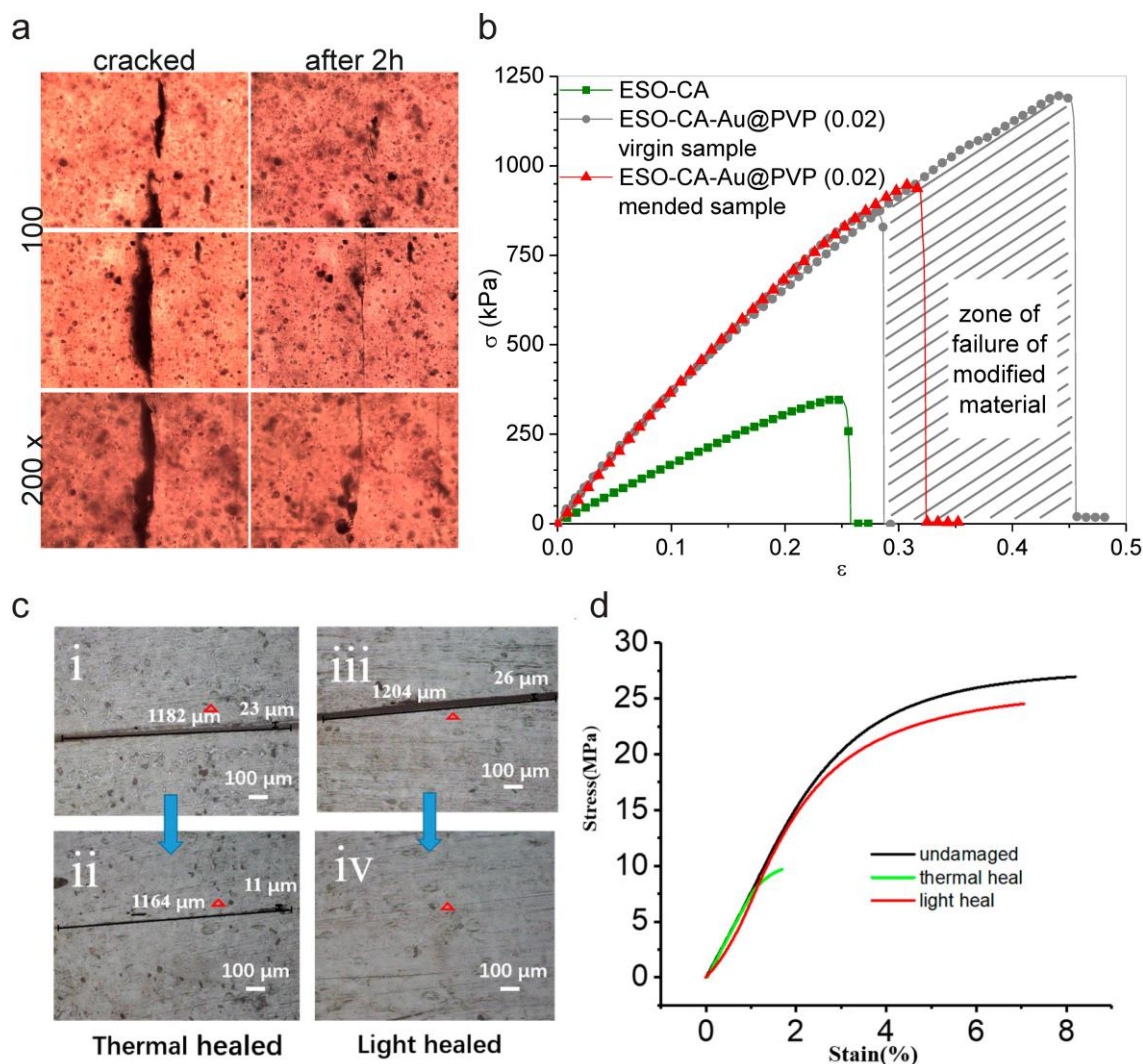 a
cracked
after 2h
100
200 x
b
1250
1000
750
500
250
0
σ (kPa)
ESO-CA
ESO-CA-Au@PVP (0.02)
virgin sample
ESO-CA-Au@PVP (0.02)
mended sample
zone of
failure of
modified
material
0.0
0.1
0.2
0.3
0.4
0.5
ε
c
i
1182 μm
23 μm
100 μm
iii
1204 μm
26 μm
100 μm
ii
1164 μm
11 μm
100 μm
iv
100 μm
Thermal healed
Light healed
d
30
25
20
15
10
5
0
Stress(MPa)
undamaged
thermal heal
light heal
0
2
4
6
8
Stain(%)